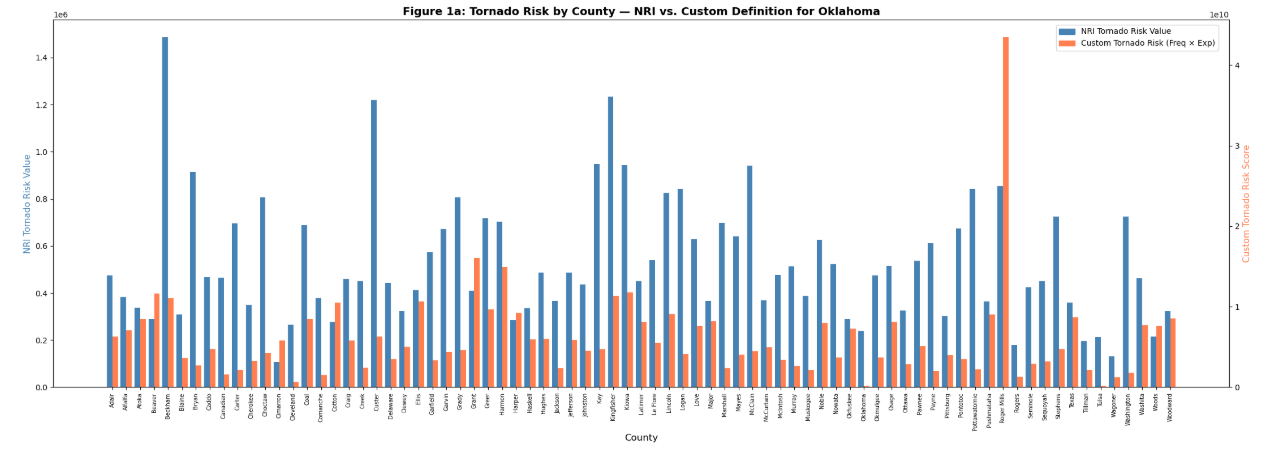 Figure 1a: Tornado Risk by County — NRI vs. Custom Definition for Oklahoma
1e6
1e10
NRI Tornado Risk Value
Custom Tornado Risk (Freq × Exp)
1.4
1.2
1.0
0.8
0.6
0.4
0.2
0.0
NRI Tornado Risk Value
4
3
2
1
0
Custom Tornado Risk Score
Adair
Alfalfa
Atoka
Beaver
Beckham
Blaine
Bryan
Caddo
Canadian
Carter
Cherokee
Choctaw
Cimarron
Cleveland
Coal
Comanche
Cotton
Craig
Creek
Custer
Delaware
Dewey
Ellis
Garfield
Garvin
Grady
Grant
Greer
Harmon
Harper
Haskell
Hughes
Jackson
Jefferson
Johnston
Kay
Kingfisher
Kiowa
Latimer
Le Flore
Lincoln
Logan
Love
Major
Marshall
Mayes
McClain
McCurtain
McIntosh
Murray
Muskogee
Noble
Nowata
Okfuskee
Oklahoma
Okmulgee
Osage
Ottawa
Pawnee
Payne
Pittsburg
Pontotoc
Pottawatomie
Pushmataha
Roger Mills
Rogers
Seminole
Sequoyah
Stephens
Texas
Tillman
Tulsa
Wagoner
Washington
Washita
Woods
Woodward
County